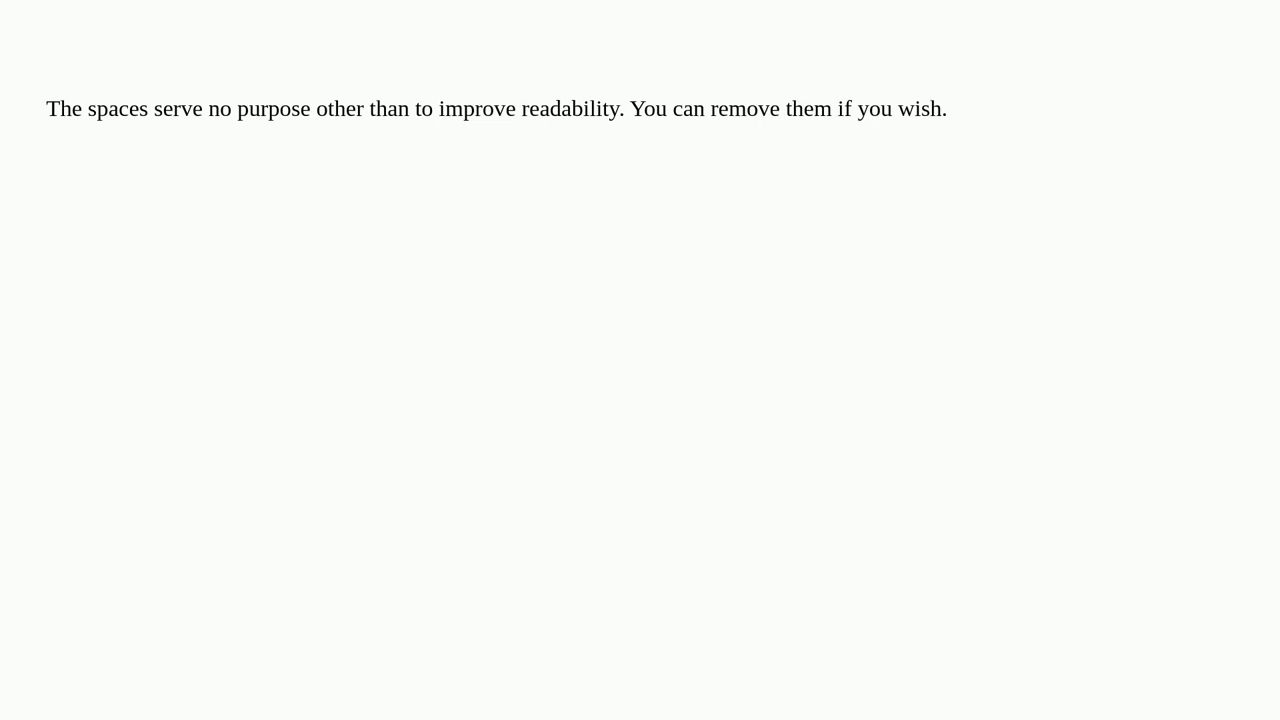 The spaces serve no purpose other than to improve readability. You can remove them if you wish.